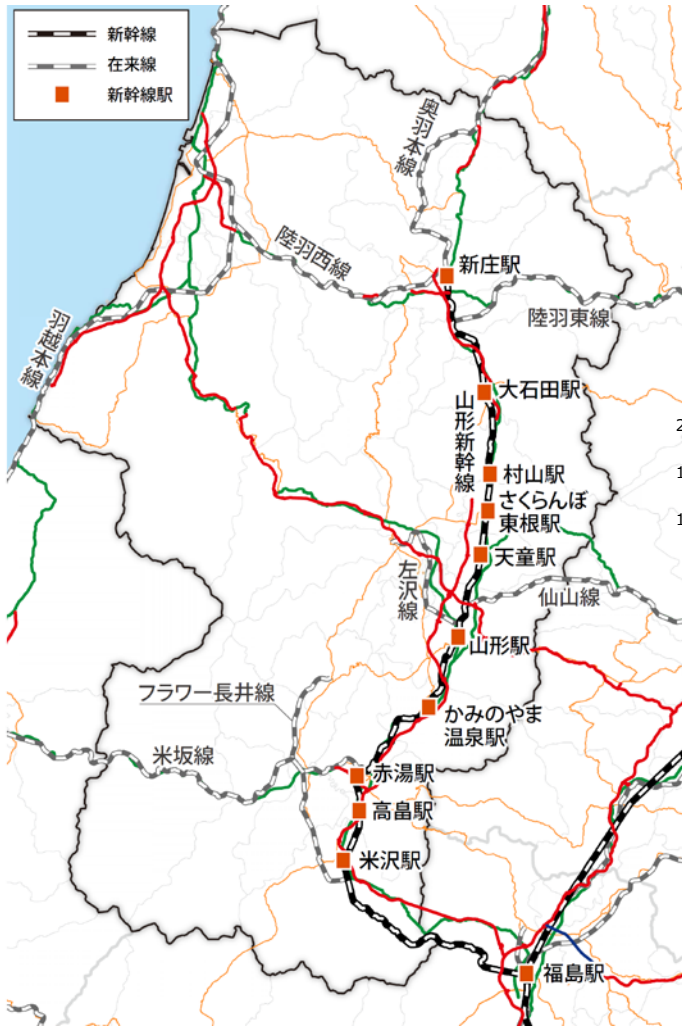 新幹線
在来線
新幹線駅
奥羽本線
新庄駅
陸羽西線
陸羽東線
羽越本線
大石田駅
山形新幹線
2
村山駅
1
さくらんぼ
東根駅
1
天童駅
左沢線
仙山線
山形駅
フラワー長井線
かみのやま
温泉駅
米坂線
赤湯駅
高畠駅
米沢駅
福島駅